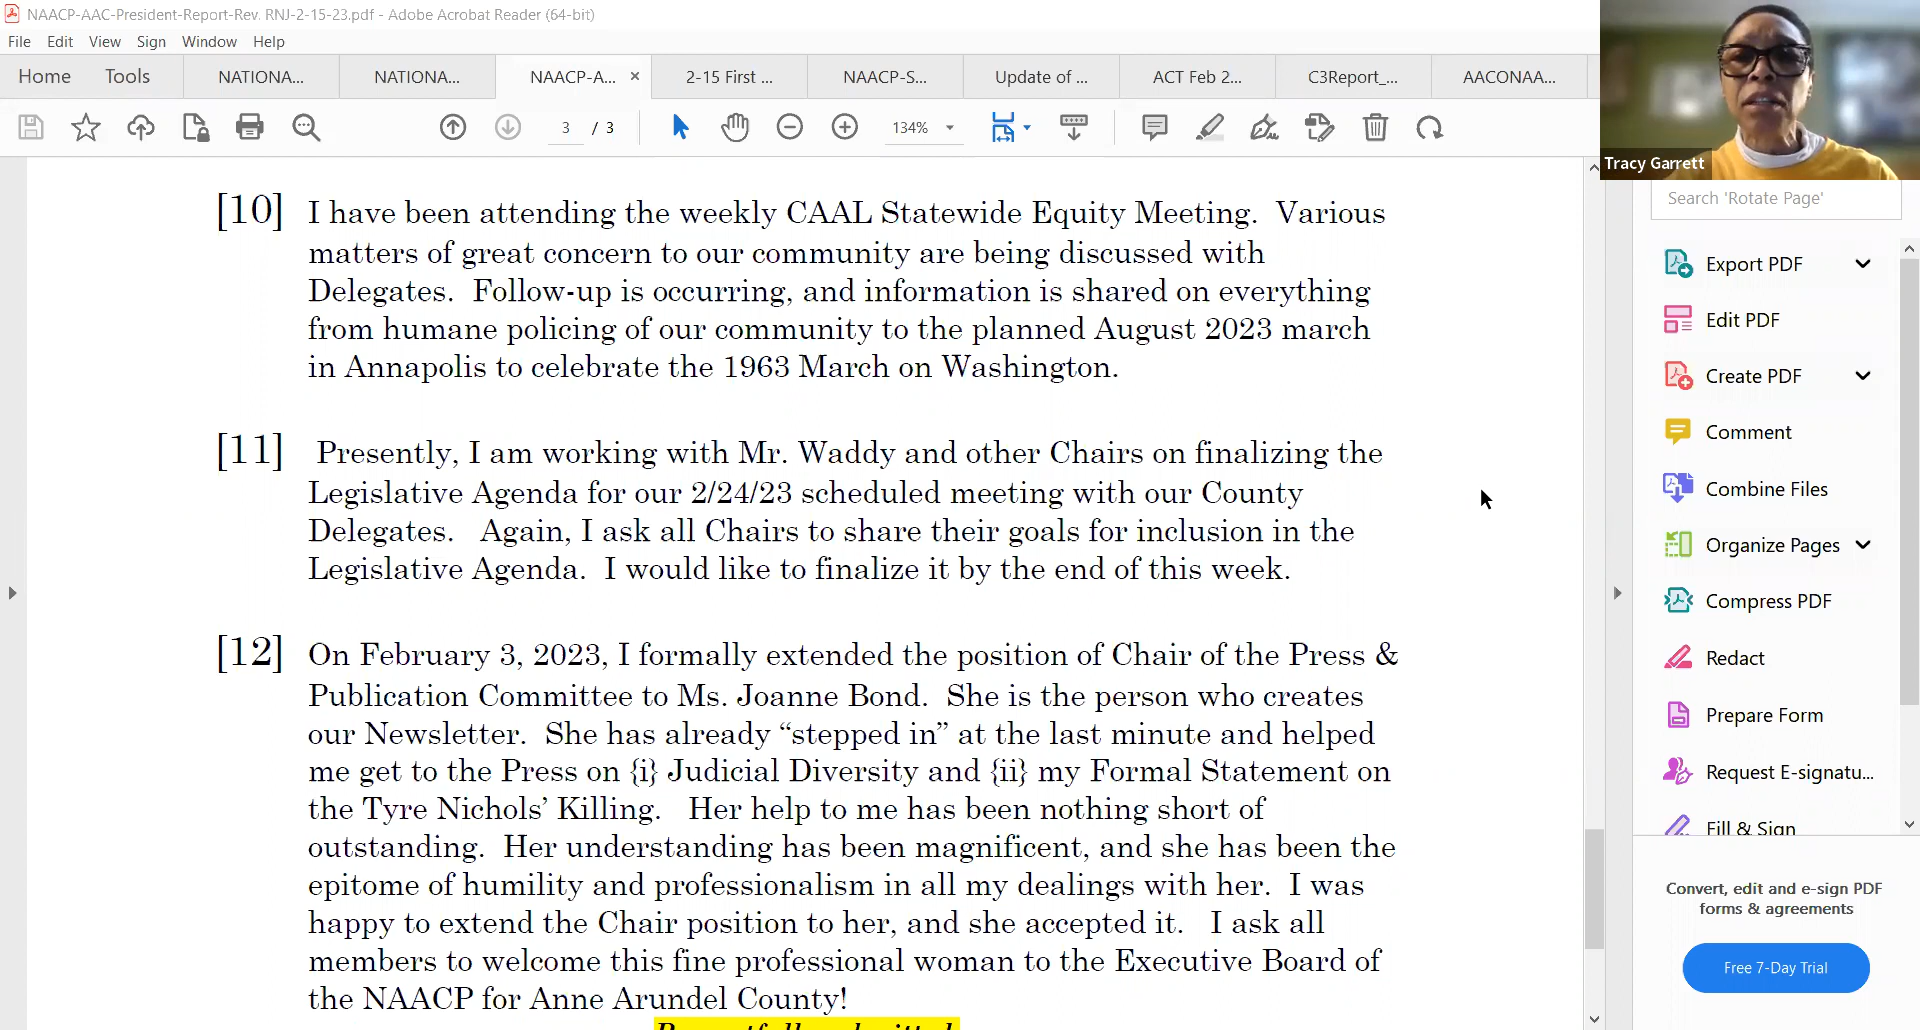 NAACP-AAC-President-Report-Rev. RNJ-2-15-23.pdf - Adobe Acrobat Reader (64-bit)
File Edit View Sign Window Help
Home Tools NATIONA... NATIONA... NAACP-A... × 2-15 First ... NAACP-S... Update of ... ACT Feb 2... C3Report_... AACONAA...
3 / 3 134%
Tracy Garrett
[10] I have been attending the weekly CAAL Statewide Equity Meeting. Various
matters of great concern to our community are being discussed with
Delegates. Follow-up is occurring, and information is shared on everything
from humane policing of our community to the planned August 2023 march
in Annapolis to celebrate the 1963 March on Washington.
[11] Presently, I am working with Mr. Waddy and other Chairs on finalizing the
Legislative Agenda for our 2/24/23 scheduled meeting with our County
Delegates. Again, I ask all Chairs to share their goals for inclusion in the
Legislative Agenda. I would like to finalize it by the end of this week.
[12] On February 3, 2023, I formally extended the position of Chair of the Press &
Publication Committee to Ms. Joanne Bond. She is the person who creates
our Newsletter. She has already “stepped in” at the last minute and helped
me get to the Press on {i} Judicial Diversity and {ii} my Formal Statement on
the Tyre Nichols’ Killing. Her help to me has been nothing short of
outstanding. Her understanding has been magnificent, and she has been the
epitome of humility and professionalism in all my dealings with her. I was
happy to extend the Chair position to her, and she accepted it. I ask all
members to welcome this fine professional woman to the Executive Board of
the NAACP for Anne Arundel County!
Search 'Rotate Page'
Export PDF
Edit PDF
Create PDF
Comment
Combine Files
Organize Pages
Compress PDF
Redact
Prepare Form
Request E-signatu...
Fill & Sign
Convert, edit and e-sign PDF
forms & agreements
Free 7-Day Trial